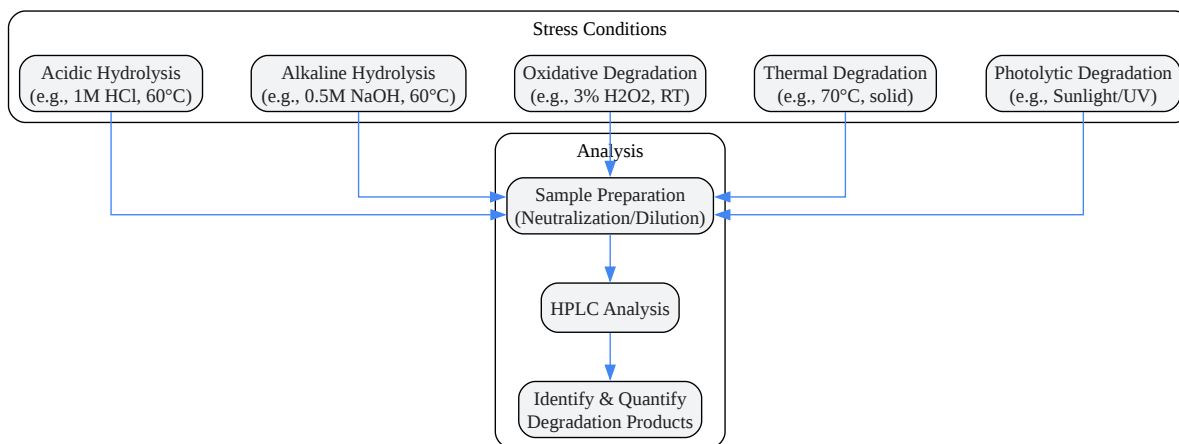 Stress Conditions
Acidic Hydrolysis
(e.g., 1M HCl, 60°C)
Alkaline Hydrolysis
(e.g., 0.5M NaOH, 60°C)
Oxidative Degradation
(e.g., 3% H2O2, RT)
Thermal Degradation
(e.g., 70°C, solid)
Photolytic Degradation
(e.g., Sunlight/UV)
Analysis
Sample Preparation
(Neutralization/Dilution)
HPLC Analysis
Identify & Quantify
Degradation Products